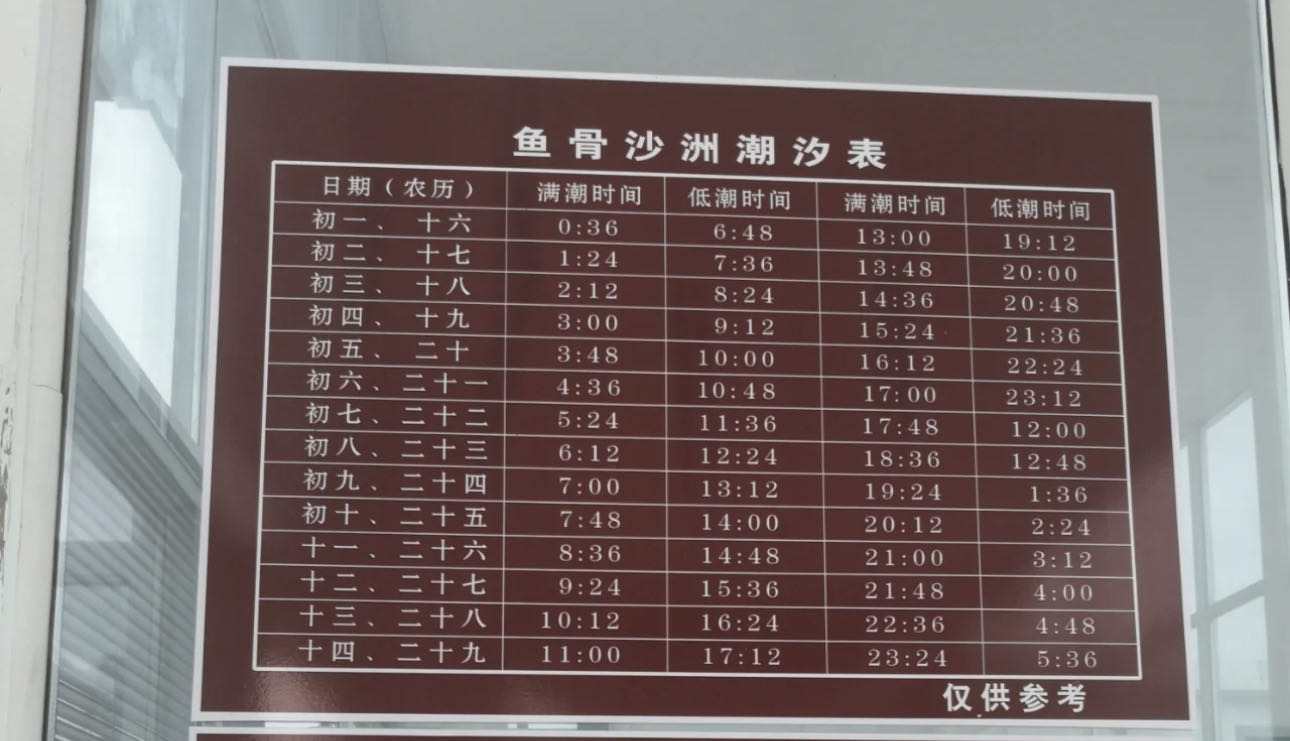 鱼骨沙洲潮汐表
日期（农历） 满潮时间 低潮时间 满潮时间 低潮时间
初一、十六 0:36 6:48 13:00 19:12
初二、十七 1:24 7:36 13:48 20:00
初三、十八 2:12 8:24 14:36 20:48
初四、十九 3:00 9:12 15:24 21:36
初五、二十 3:48 10:00 16:12 22:24
初六、二十一 4:36 10:48 17:00 23:12
初七、二十二 5:24 11:36 17:48 12:00
初八、二十三 6:12 12:24 18:36 12:48
初九、二十四 7:00 13:12 19:24 1:36
初十、二十五 7:48 14:00 20:12 2:24
十一、二十六 8:36 14:48 21:00 3:12
十二、二十七 9:24 15:36 21:48 4:00
十三、二十八 10:12 16:24 22:36 4:48
十四、二十九 11:00 17:12 23:24 5:36
仅供参考